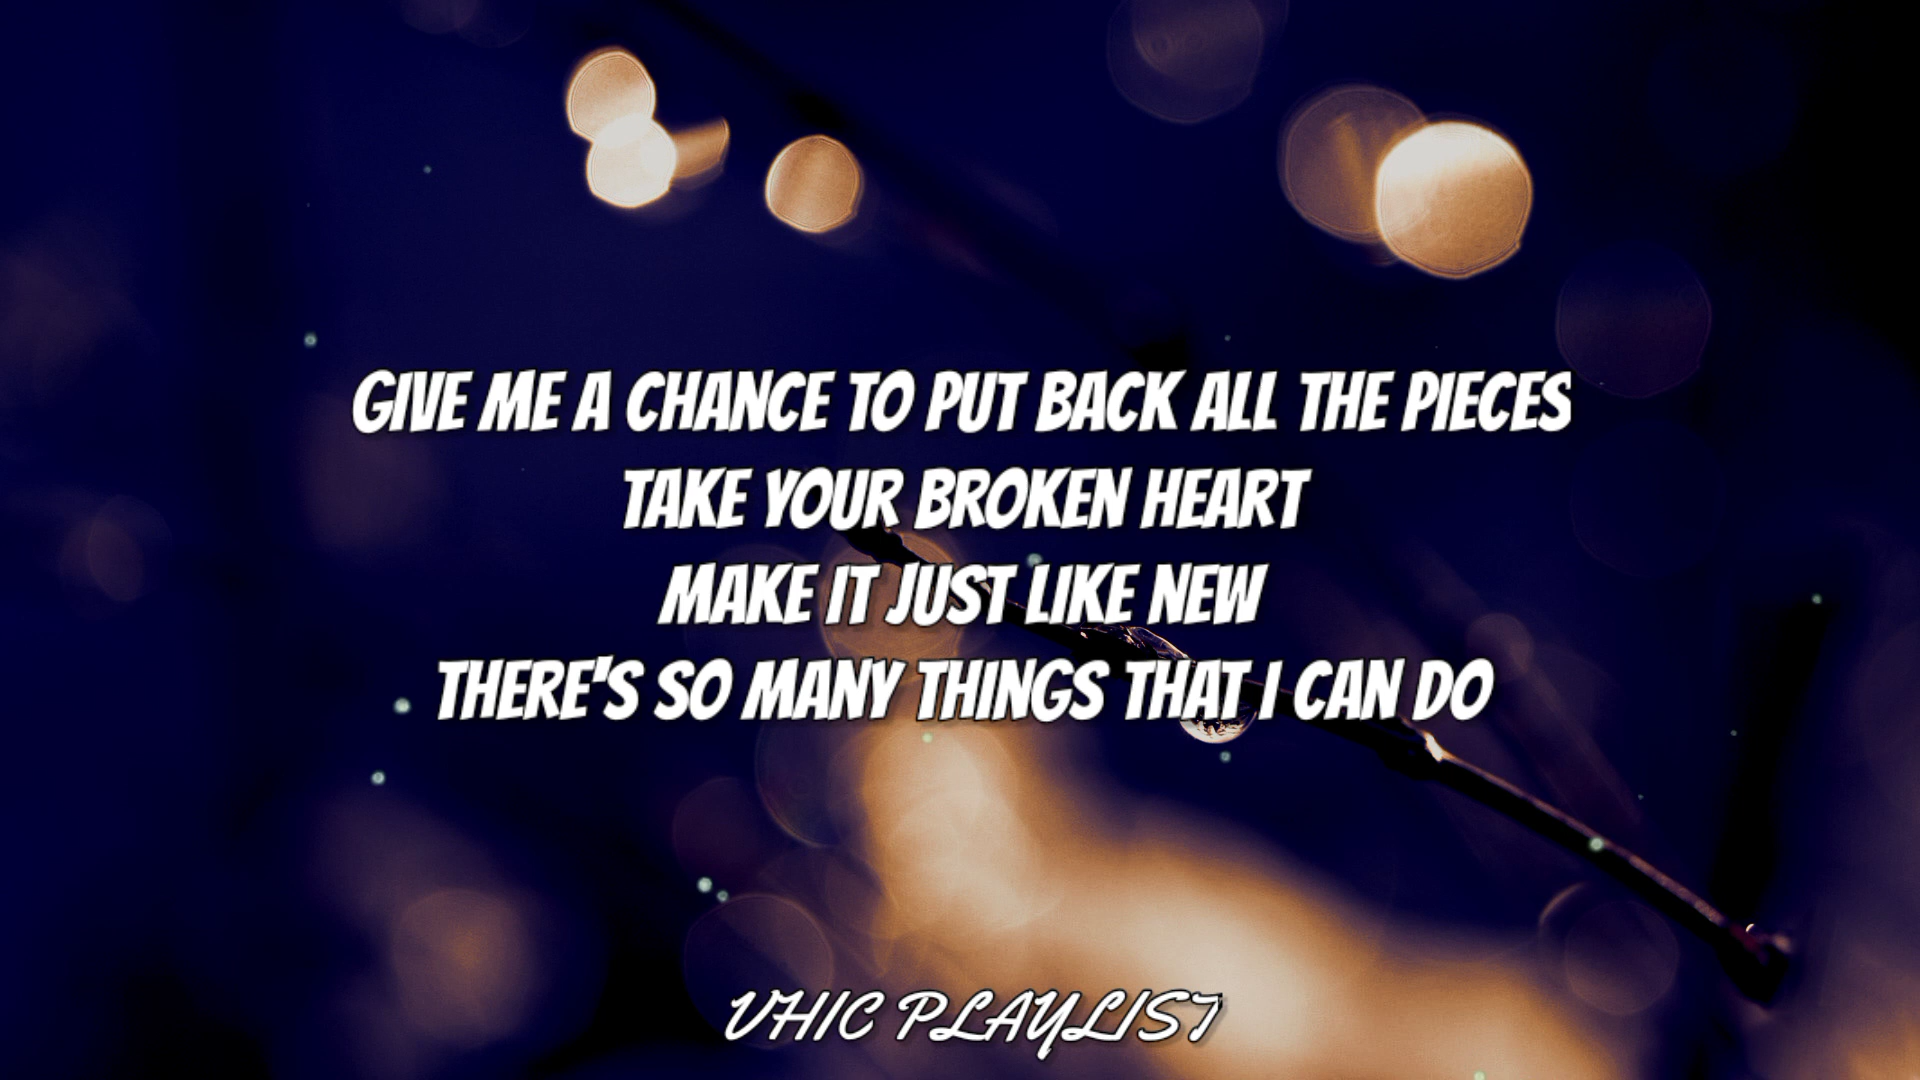 GIVE ME A CHANCE TO PUT BACK ALL THE PIECES
TAKE YOUR BROKEN HEART
MAKE IT JUST LIKE NEW
THERE'S SO MANY THINGS THAT I CAN DO
VHIC PLAYLIST